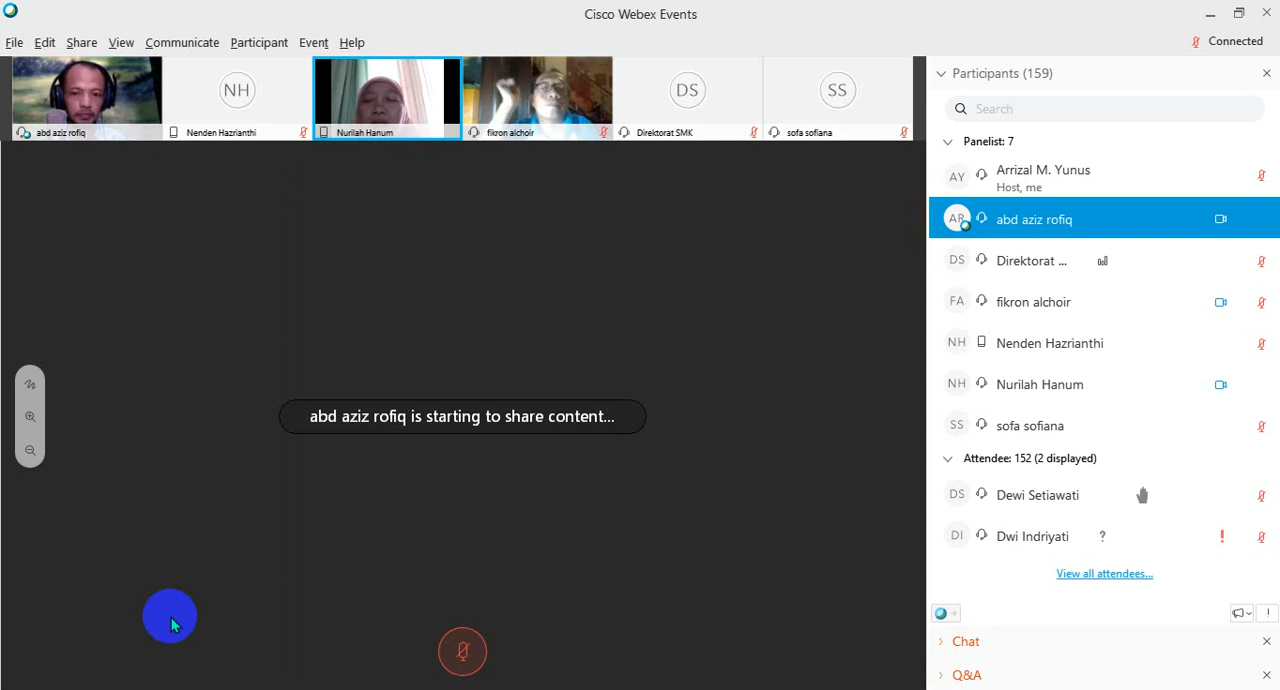 Cisco Webex Events
File Edit Share View Communicate Participant Event Help
Connected
NH
DS
SS
abd aziz rofiq
Nenden Hazrianthi
Nurilah Hanum
fikron alchoir
Direktorat SMK
sofa sofiana
abd aziz rofiq is starting to share content...
Participants (159)
Search
Panelist: 7
AY Arrizal M. Yunus
Host, me
AR abd aziz rofiq
DS Direktorat ...
FA fikron alchoir
NH Nenden Hazrianthi
NH Nurilah Hanum
SS sofa sofiana
Attendee: 152 (2 displayed)
DS Dewi Setiawati
DI Dwi Indriyati ? !
View all attendees...
!
Chat
Q&A